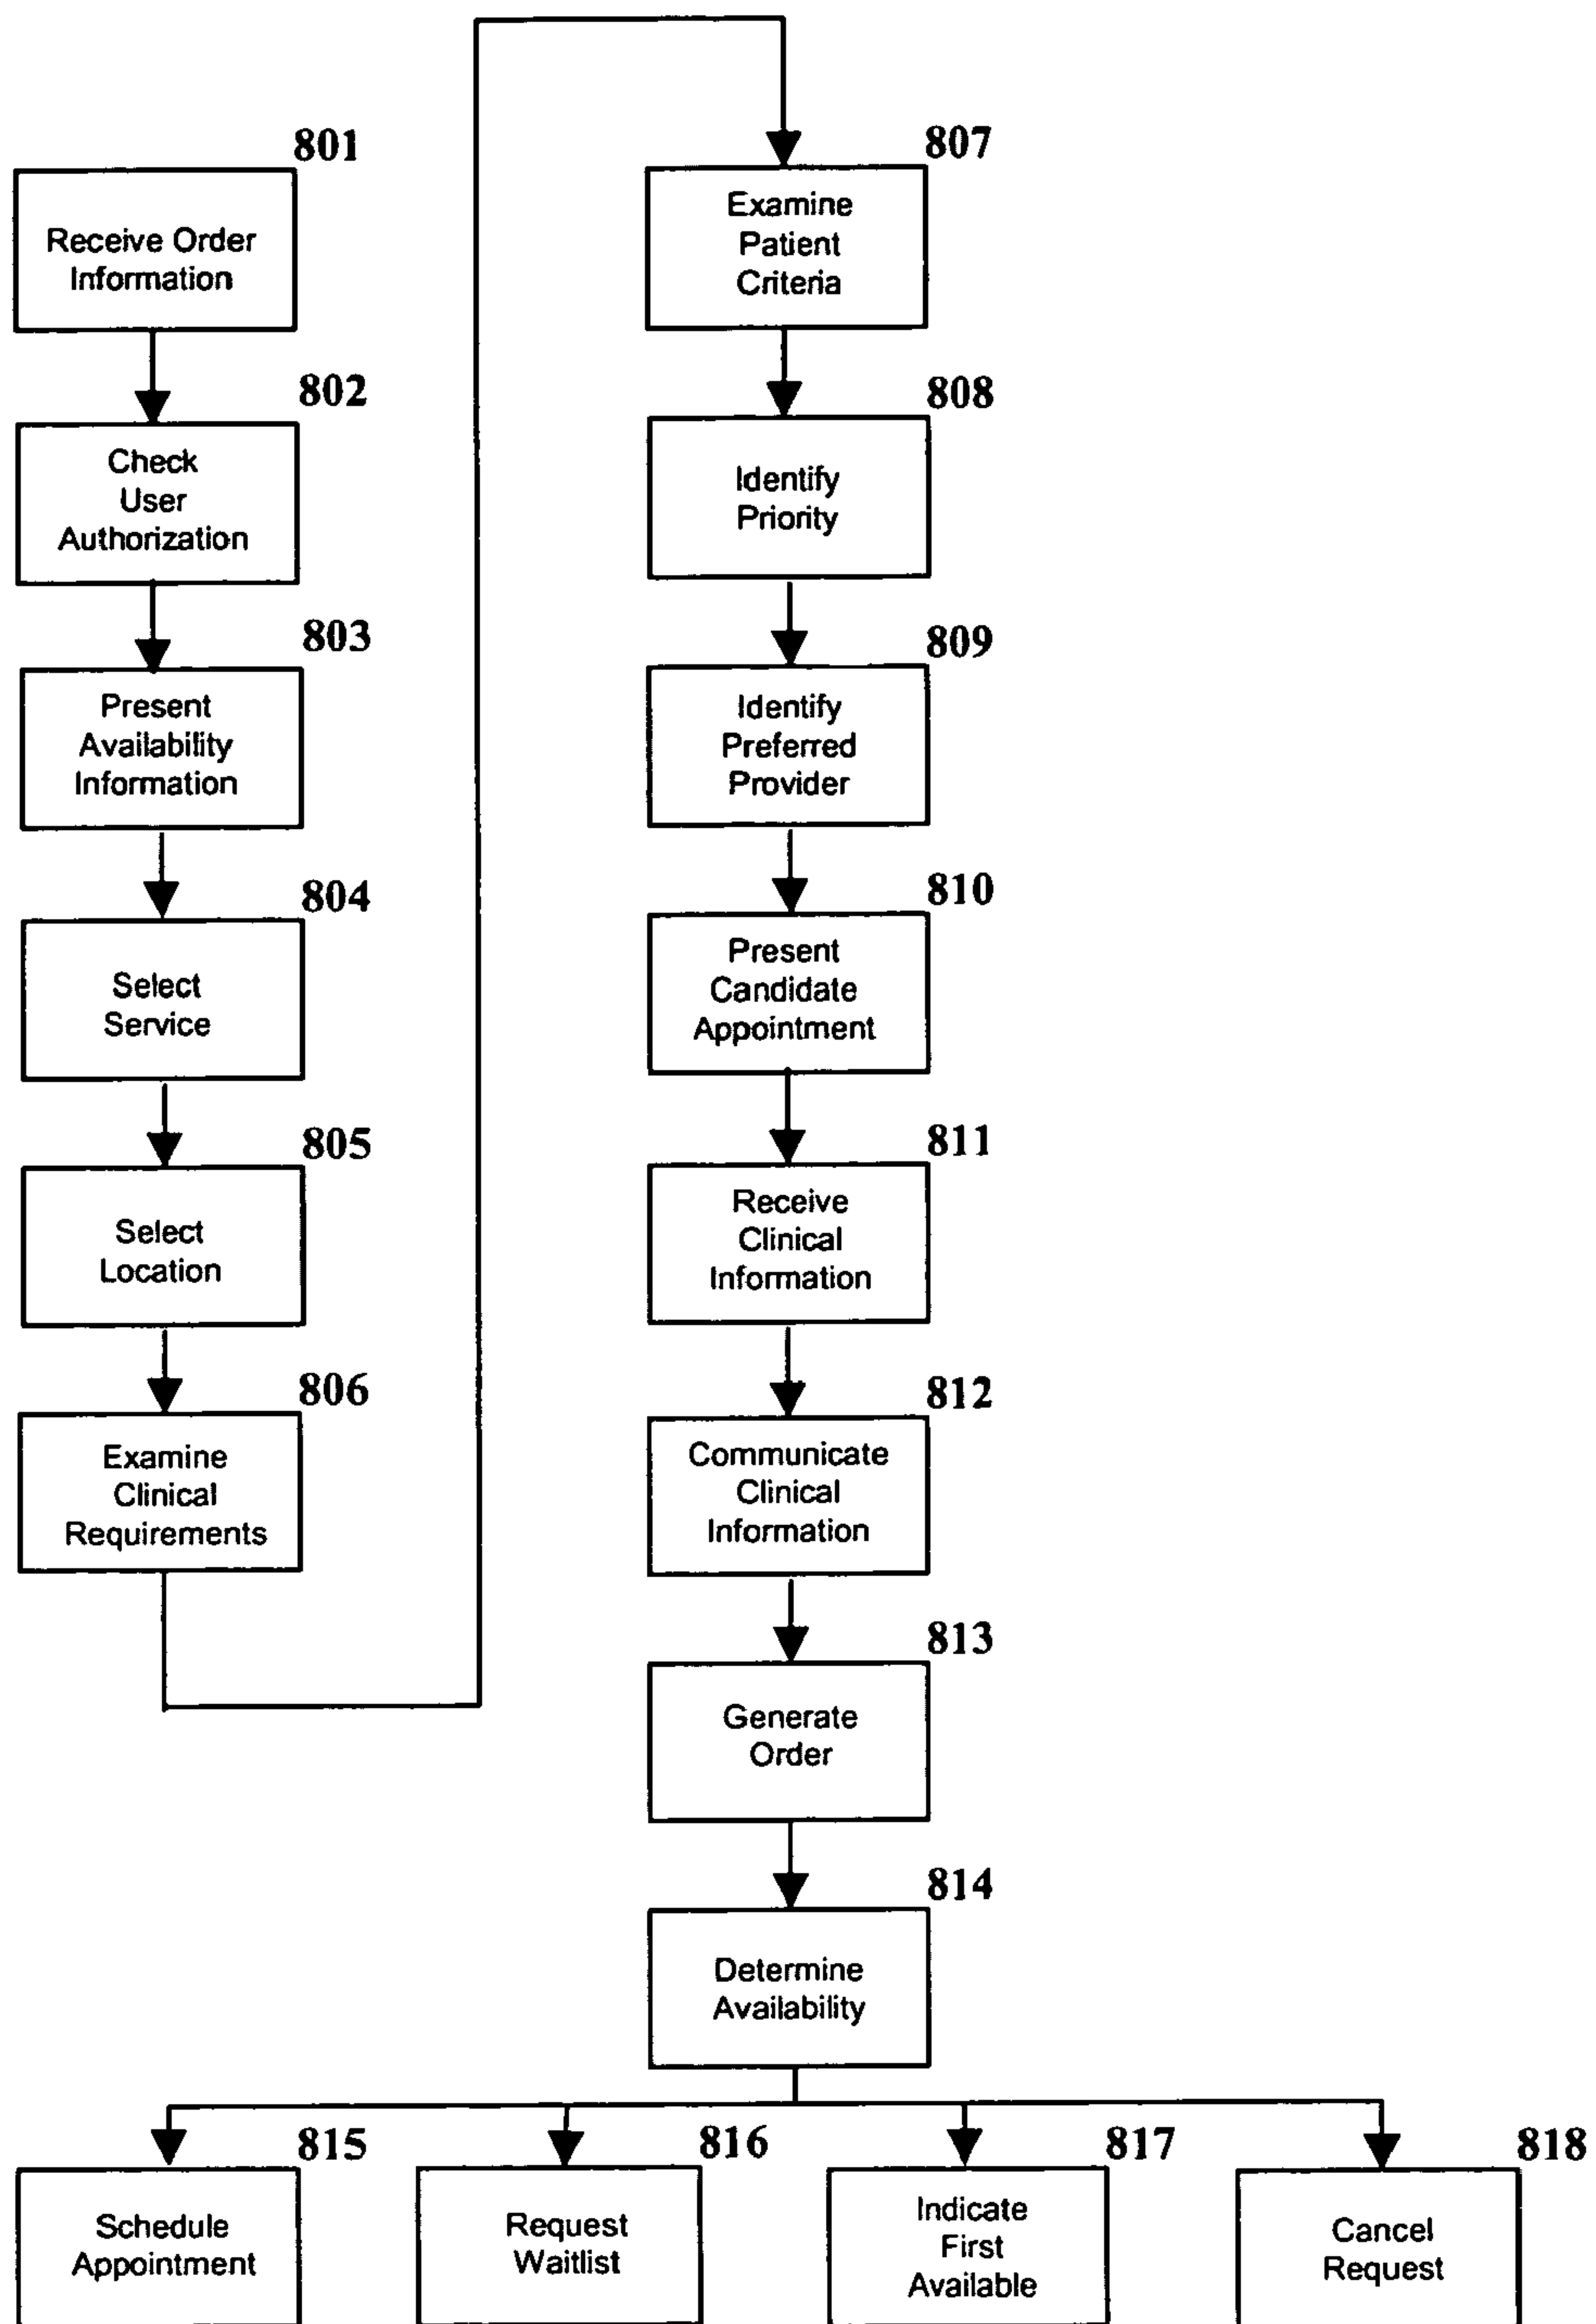 801
Receive Order
Information
802
Check
User
Authorization
803
Present
Availability
Information
804
Select
Service
805
Select
Location
806
Examine
Clinical
Requirements
807
Examine
Patient
Criteria
808
Identify
Priority
809
Identify
Preferred
Provider
810
Present
Candidate
Appointment
811
Receive
Clinical
Information
812
Communicate
Clinical
Information
813
Generate
Order
814
Determine
Availability
815
Schedule
Appointment
816
Request
Waitlist
817
Indicate
First
Available
818
Cancel
Request